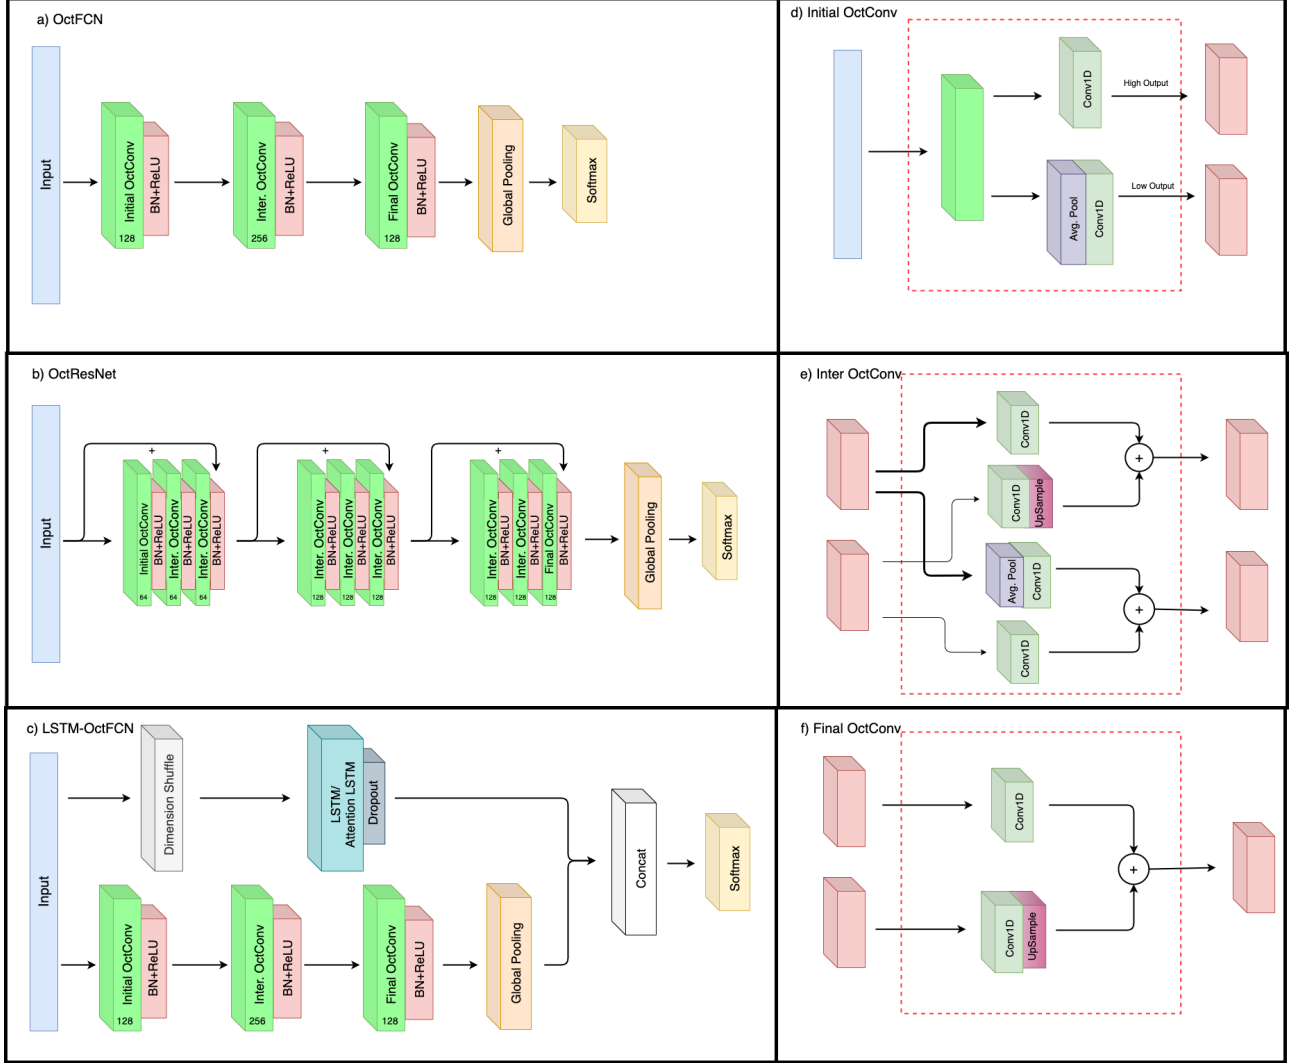 a) OctFCN
Input
Initial OctConv
128
BN+ReLU
Inter. OctConv
256
BN+ReLU
Final OctConv
128
BN+ReLU
Global Pooling
Softmax
b) OctResNet
Input
+
Initial OctConv
64
BN+ReLU
Inter. OctConv
64
BN+ReLU
Inter. OctConv
64
BN+ReLU
+
Inter. OctConv
128
BN+ReLU
Inter. OctConv
128
BN+ReLU
Inter. OctConv
128
BN+ReLU
+
Inter. OctConv
128
BN+ReLU
Inter. OctConv
128
BN+ReLU
Final OctConv
128
BN+ReLU
Global Pooling
Softmax
c) LSTM-OctFCN
Input
Dimension Shuffle
LSTM/
Attention LSTM
Dropout
Initial OctConv
128
BN+ReLU
Inter. OctConv
256
BN+ReLU
Final OctConv
128
BN+ReLU
Global Pooling
Concat
Softmax
d) Initial OctConv
Conv1D
High Output
Avg. Pool
Conv1D
Low Output
e) Inter OctConv
Conv1D
Conv1D
UpSample
+
Avg. Pool
Conv1D
Conv1D
+
f) Final OctConv
Conv1D
Conv1D
UpSample
+